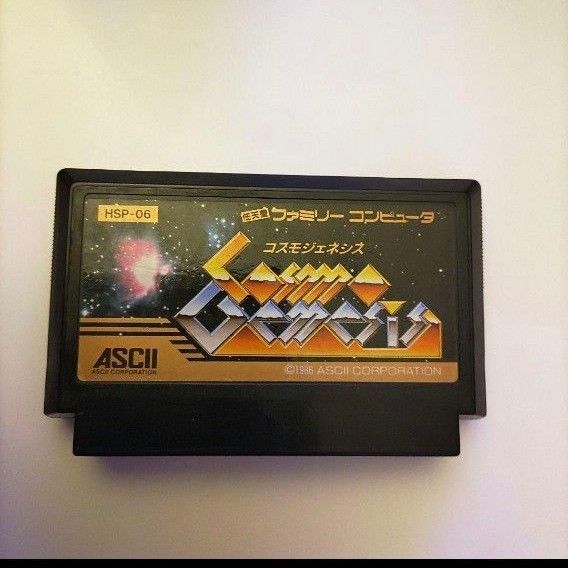 HSP-06
任天堂 ファミリー コンピュータ
コスモジェネシス
Cosmo
Genesis
ASCII
ASCII CORPORATION
©1986 ASCII CORPORATION